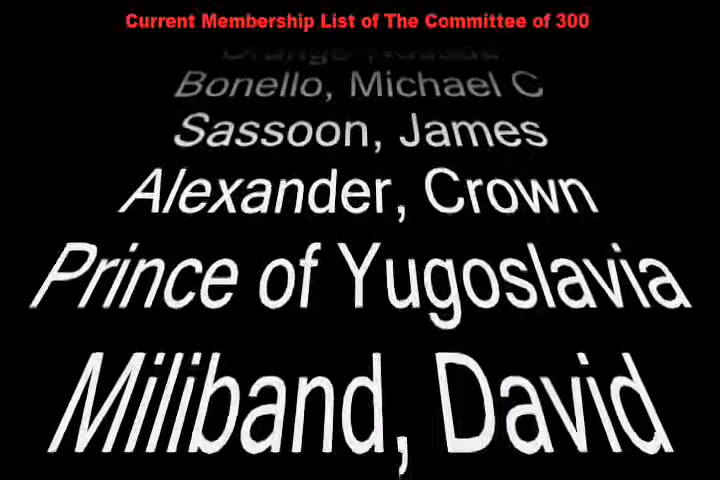 Current Membership List of The Committee of 300
Bonello, Michael C
Sassoon, James
Alexander, Crown
Prince of Yugoslavia
Miliband, David